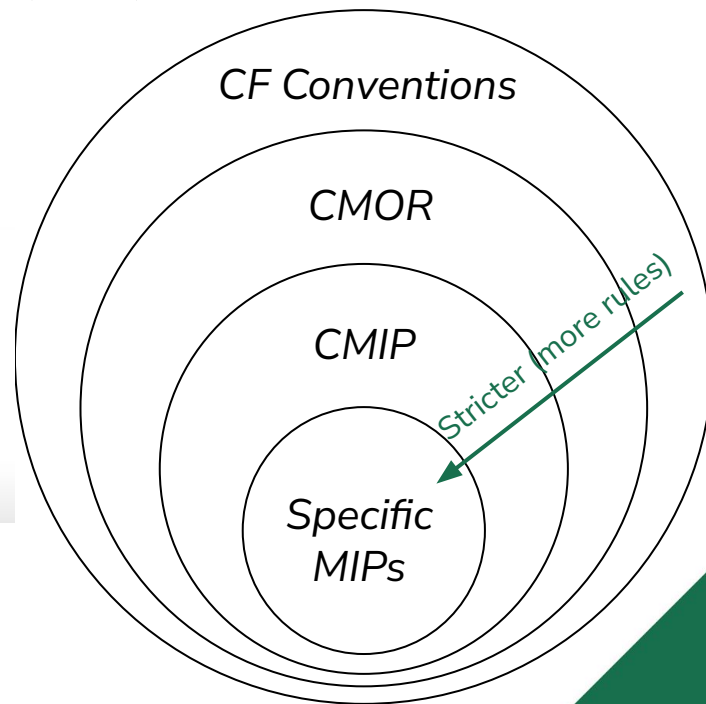 CF Conventions
CMOR
Stricter (more rules)
CMIP
Specific
MIPs